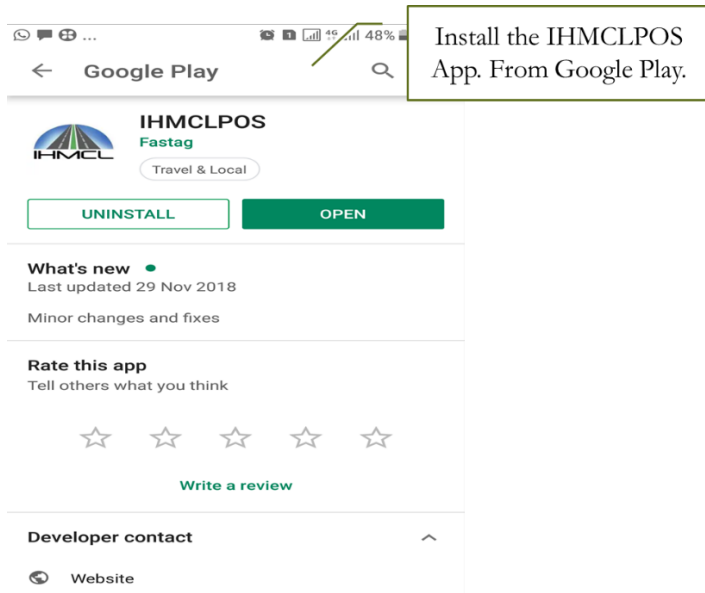 ... 4G 48%
Install the IHMCLPOS
App. From Google Play.
Google Play
IHMCLPOS
IHMCL
Fastag
Travel & Local
UNINSTALL
OPEN
What's new
Last updated 29 Nov 2018
Minor changes and fixes
Rate this app
Tell others what you think
Write a review
Developer contact
Website